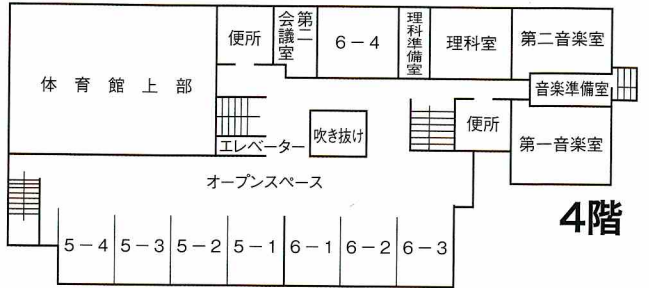 体育館上部
便所
第二会議室
6－4
理科準備室
理科室
第二音楽室
音楽準備室
吹き抜け
エレベーター
便所
第一音楽室
オープンスペース
4階
5－4
5－3
5－2
5－1
6－1
6－2
6－3